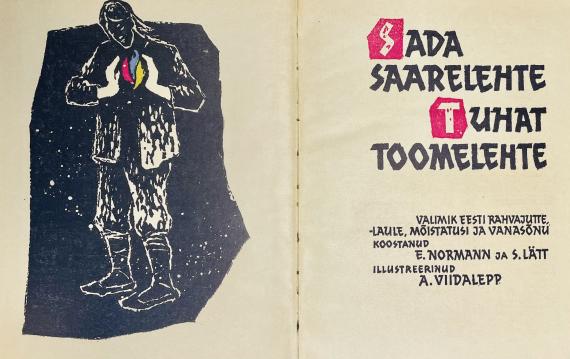 SADA
SAARELEHTE
TUHAT
TOOMELEHTE
VALIMIK EESTI RAHVAJUTTE,
-LAULE, MÕISTATUSI JA VANASÕNU
KOOSTANUD
E. NORMANN JA S. LÄTT
ILLUSTREERINUD
A. VIIDALEPP